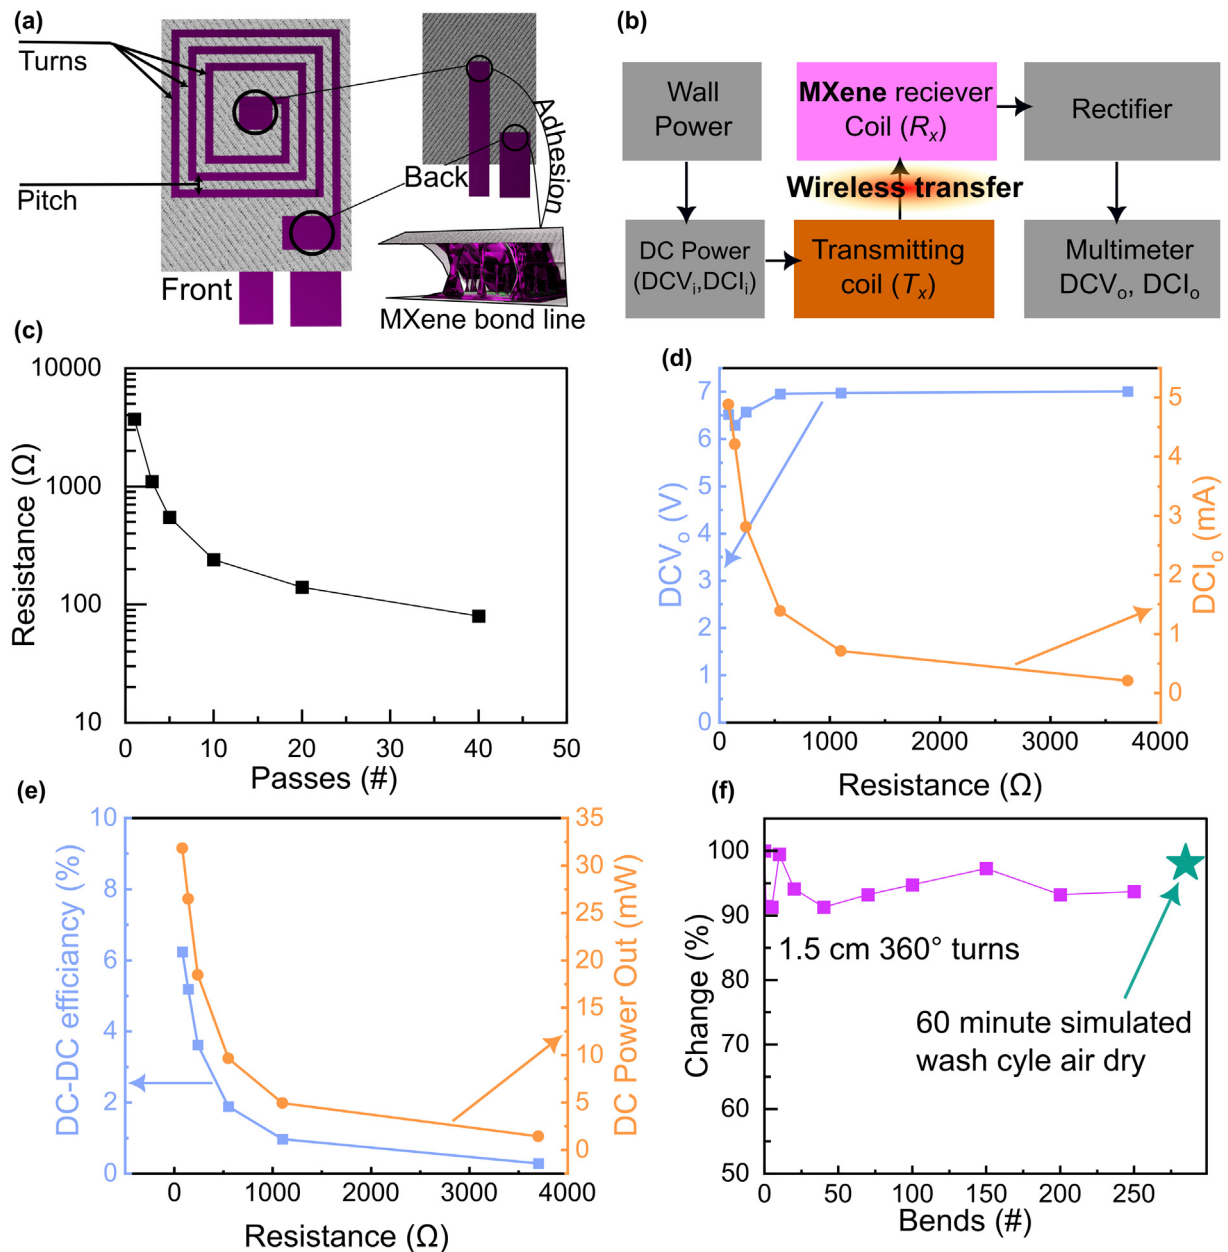 (a)
Turns
Pitch
Front
Back
Adhesion
MXene bond line
(b)
Wall
Power
MXene reciever
Coil (Rₓ)
Rectifier
Wireless transfer
DC Power
(DCVᵢ,DCIᵢ)
Transmitting
coil (Tₓ)
Multimeter
DCVₒ, DCIₒ
(c)
Resistance (Ω)
10000
1000
100
10
0 10 20 30 40 50
Passes (#)
(d)
DCVₒ (V)
7
6
5
4
3
2
1
0
DCIₒ (mA)
5
4
3
2
1
0
0 1000 2000 3000 4000
Resistance (Ω)
(e)
DC-DC efficiancy (%)
10
8
6
4
2
0
DC Power Out (mW)
35
30
25
20
15
10
5
0
0 1000 2000 3000 4000
Resistance (Ω)
(f)
Change (%)
100
90
80
70
60
50
1.5 cm 360° turns
60 minute simulated
wash cyle air dry
0 50 100 150 200 250
Bends (#)